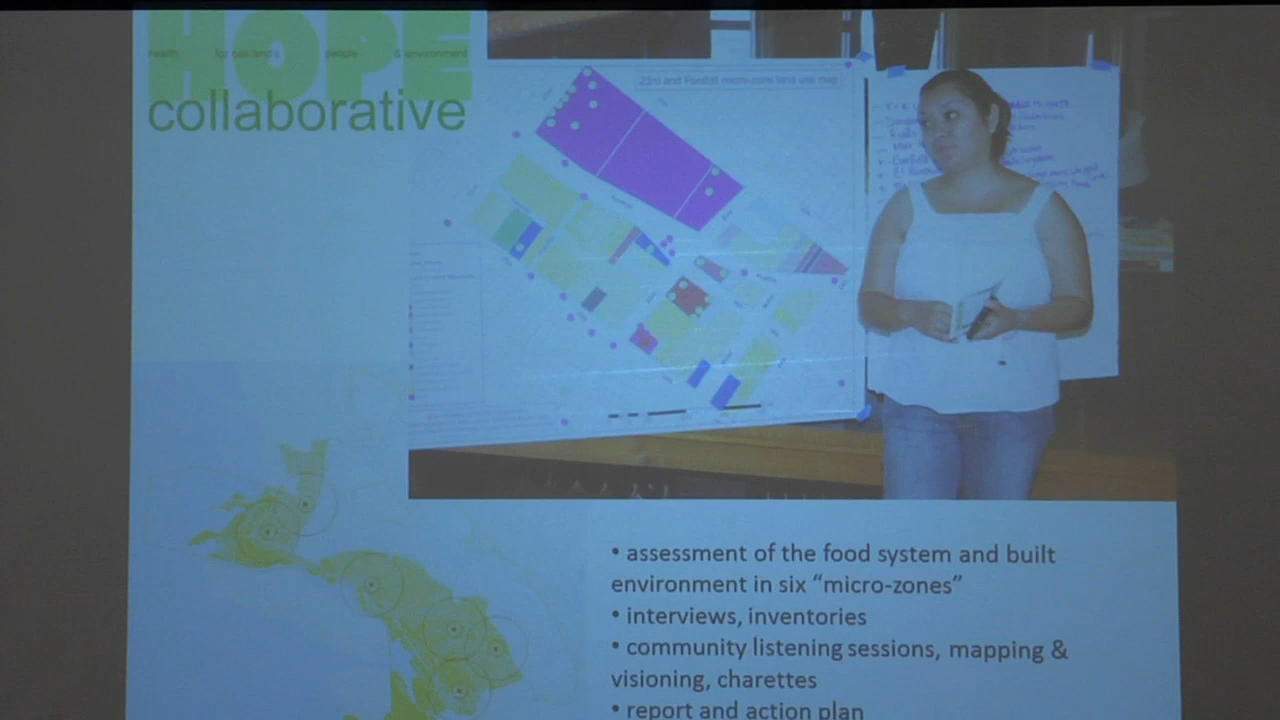 HOPE
health for oakland's people & environment
collaborative
23rd and Foothill micro-zone land use map
• assessment of the food system and built
environment in six “micro-zones”
• interviews, inventories
• community listening sessions, mapping &
visioning, charettes
• report and action plan